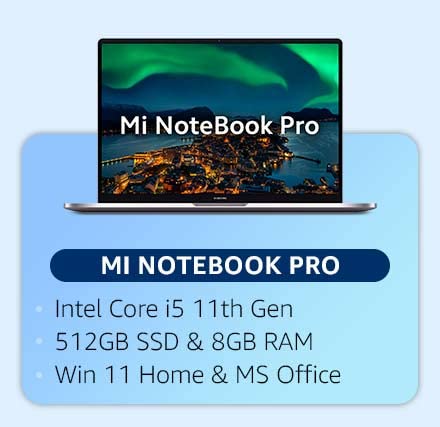 Mi NoteBook Pro
MI NOTEBOOK PRO
Intel Core i5 11th Gen
512GB SSD & 8GB RAM
Win 11 Home & MS Office